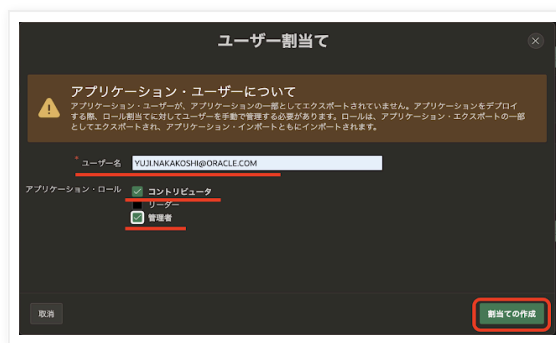 ユーザー割当て
アプリケーション・ユーザーについて
アプリケーション・ユーザーが、アプリケーションの一部としてエクスポートされていません。アプリケーションをデプロイ
する際、ロール割当てに対してユーザーを手動で管理する必要があります。ロールは、アプリケーション・エクスポートの一部
としてエクスポートされ、アプリケーション・インポートともにインポートされます。
* ユーザー名 YUJI.NAKAKOSHI@ORACLE.COM
アプリケーション・ロール コントリビュータ
リーダー
管理者
取消 割当ての作成